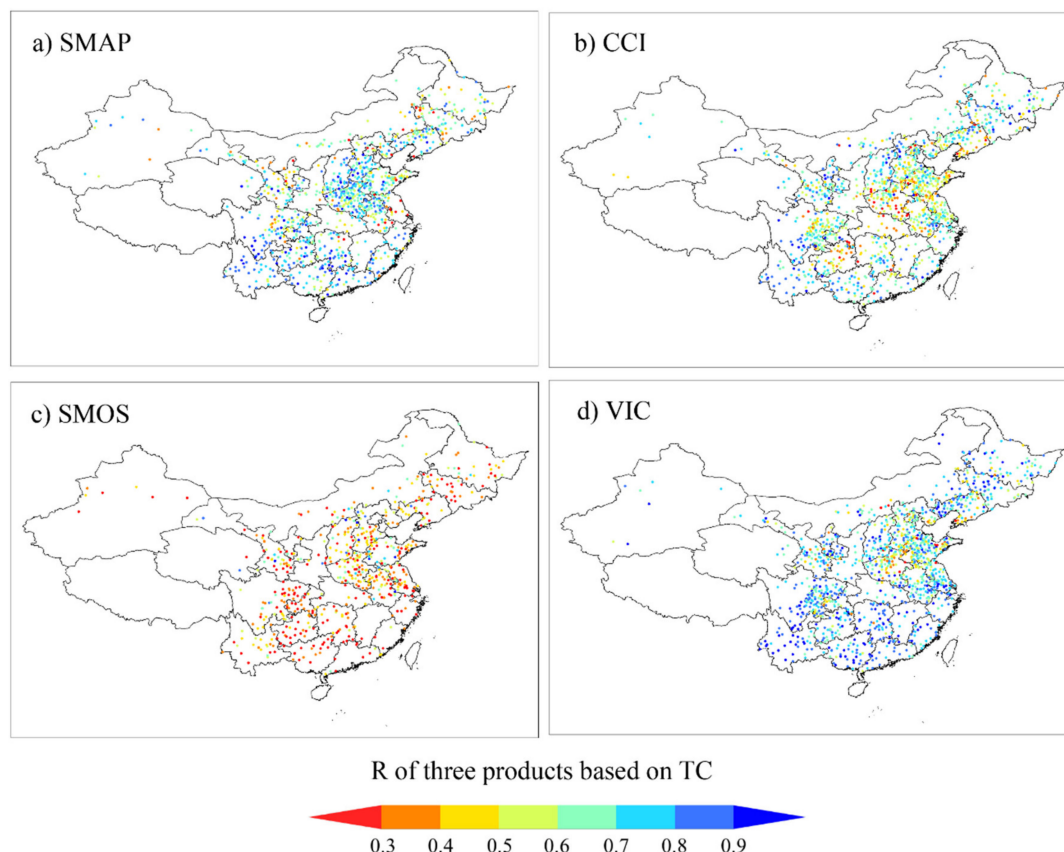 a) SMAP
b) CCI
c) SMOS
d) VIC
R of three products based on TC
0.3 0.4 0.5 0.6 0.7 0.8 0.9